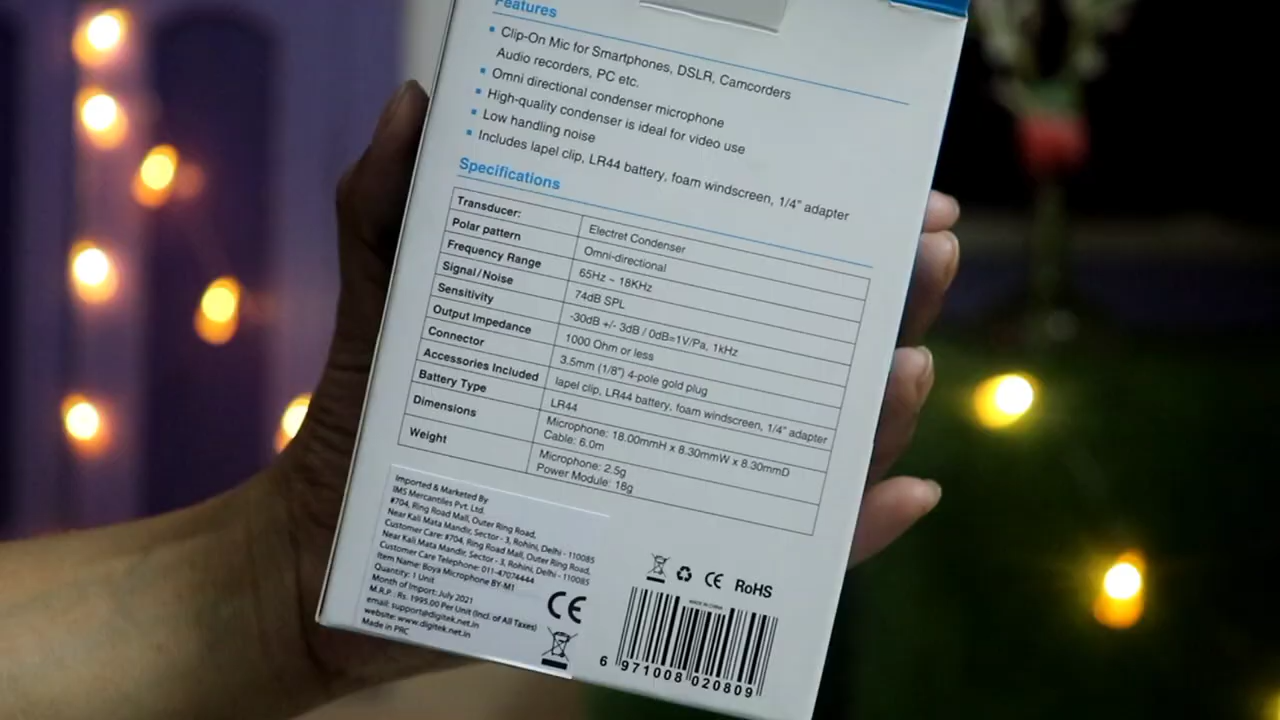 Features
• Clip-On Mic for Smartphones, DSLR, Camcorders
Audio recorders, PC etc.
• Omni directional condenser microphone
• High-quality condenser is ideal for video use
• Low handling noise
• Includes lapel clip, LR44 battery, foam windscreen, 1/4" adapter
Specifications
Transducer: Electret Condenser
Polar pattern Omni-directional
Frequency Range 65Hz ~ 18KHz
Signal/Noise 74dB SPL
Sensitivity -30dB +/- 3dB / 0dB=1V/Pa, 1kHz
Output Impedance 1000 Ohm or less
Connector 3.5mm (1/8") 4-pole gold plug
Accessories Included lapel clip, LR44 battery, foam windscreen, 1/4" adapter
Battery Type LR44
Dimensions Microphone: 18.00mmH x 8.30mmW x 8.30mmD
Cable: 6.0m
Weight Microphone: 2.5g
Power Module: 18g
Imported & Marketed By
IMS Mercantiles Pvt. Ltd.
#704, Ring Road Mall, Outer Ring Road,
Near Kali Mata Mandir, Sector - 3, Rohini, Delhi - 110085
Customer Care: #704, Ring Road Mall, Outer Ring Road,
Near Kali Mata Mandir, Sector - 3, Rohini, Delhi - 110085
Customer Care Telephone: 011-47074444
Item Name: Boya Microphone BY-M1
Quantity: 1 Unit
Month of Import: July 2021
M.R.P : Rs. 1995.00 Per Unit (Incl. of All Taxes)
email: support@digitek.net.in
website: www.digitek.net.in
Made in PRC
CE
CE RoHS
MADE IN CHINA
6 971008 020809